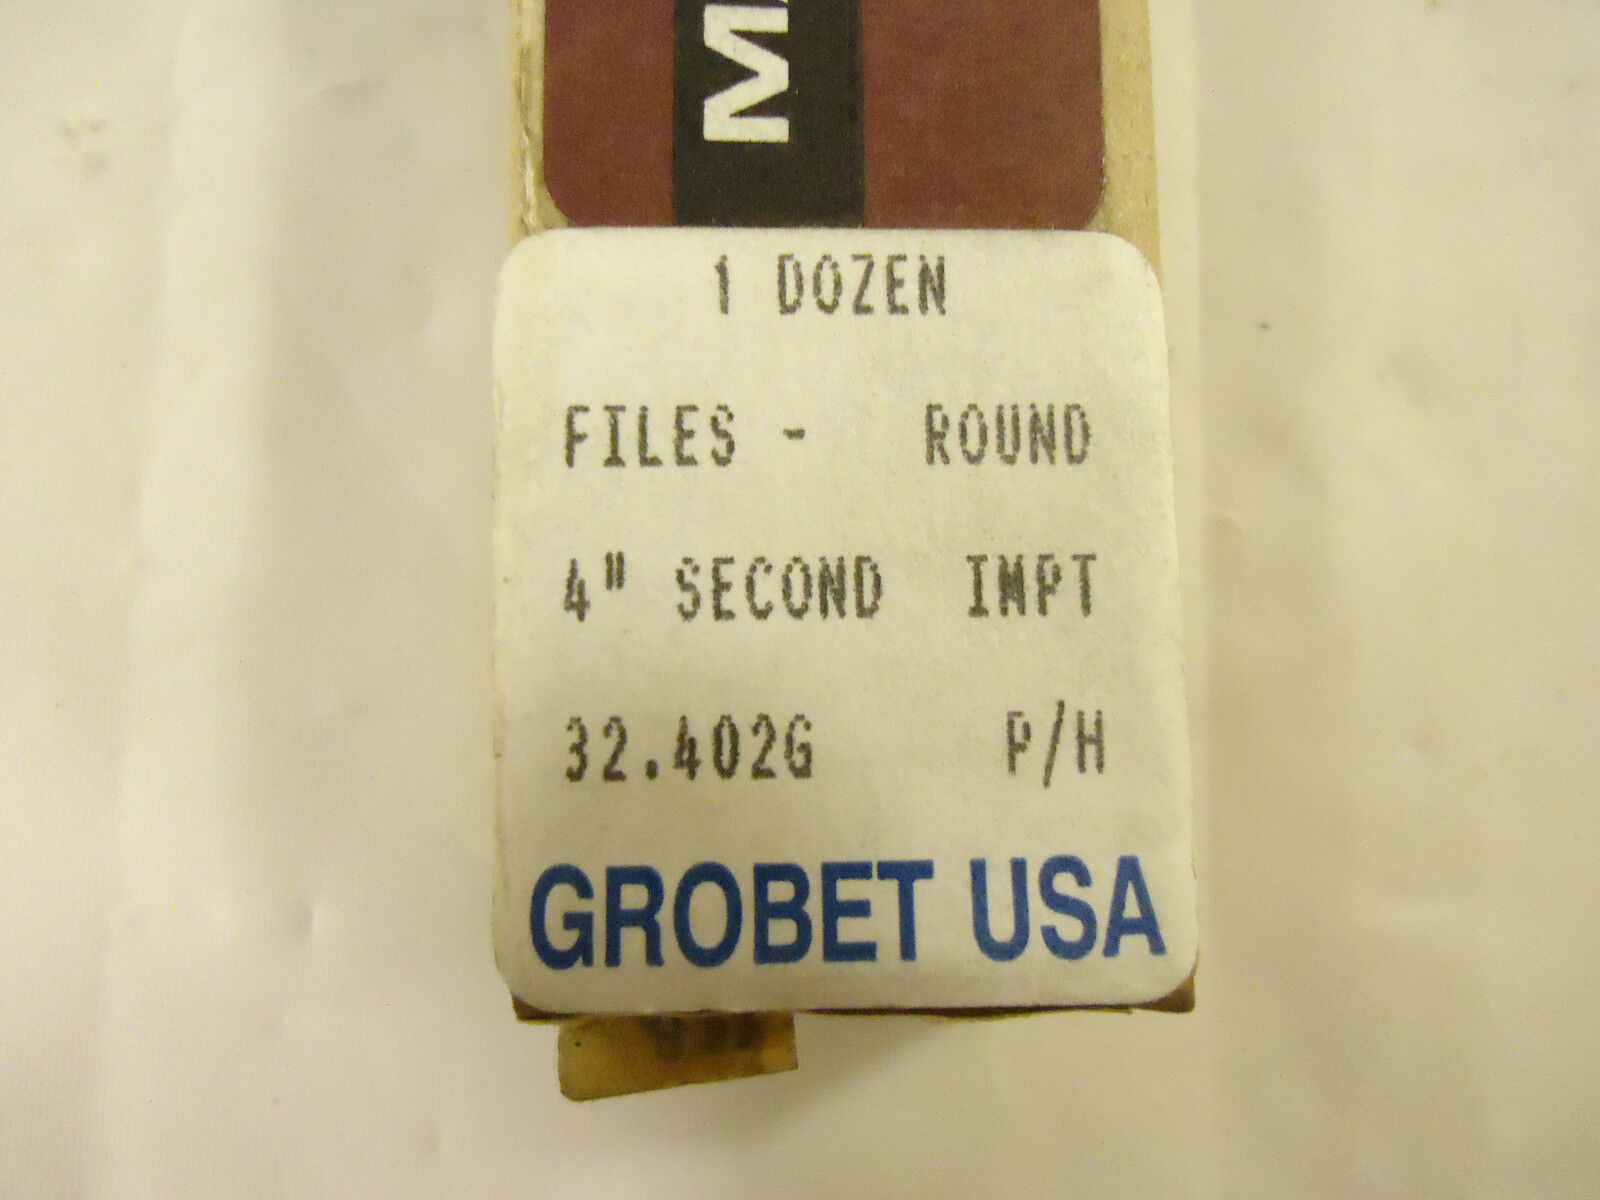 1 DOZEN
FILES - ROUND
4" SECOND IMPT
32.402G P/H
GROBET USA